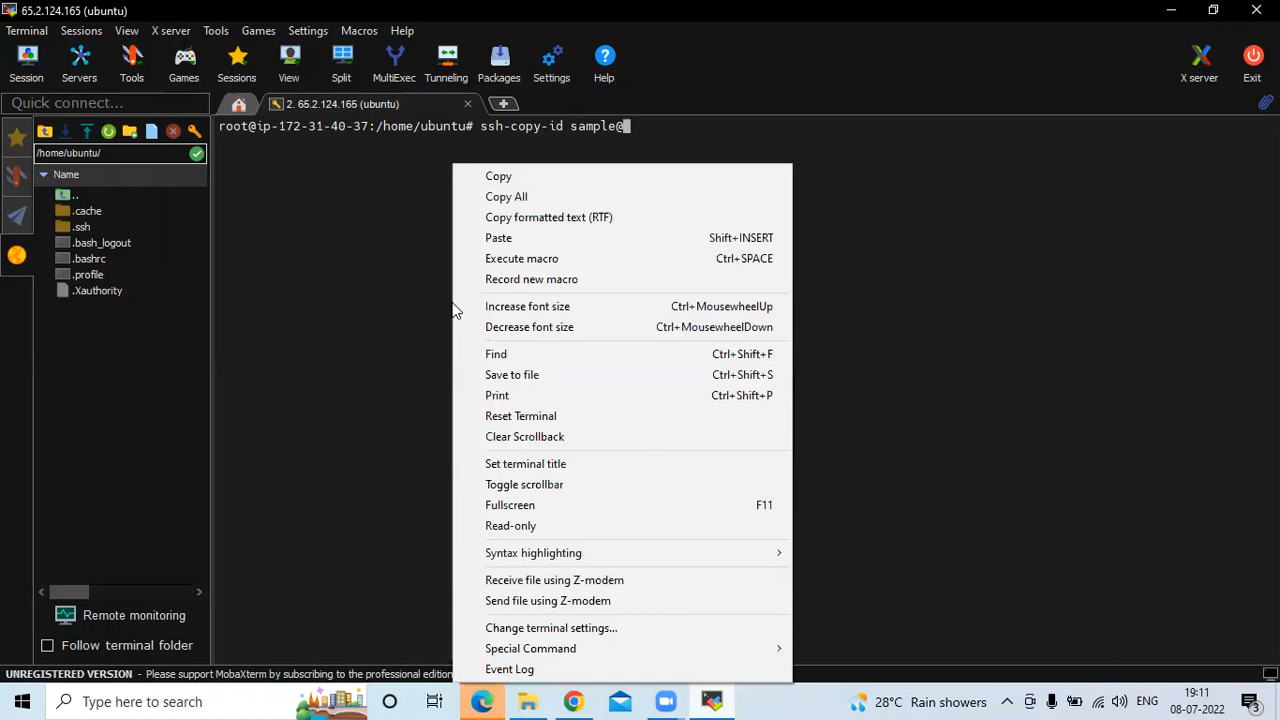 65.2.124.165 (ubuntu)
Terminal Sessions View X server Tools Games Settings Macros Help
Session Servers Tools Games Sessions View Split MultiExec Tunneling Packages Settings Help X server Exit
Quick connect...
2. 65.2.124.165 (ubuntu)
root@ip-172-31-40-37:/home/ubuntu# ssh-copy-id sample@
/home/ubuntu/
Name
..
.cache
.ssh
.bash_logout
.bashrc
.profile
.Xauthority
Copy
Copy All
Copy formatted text (RTF)
Paste Shift+INSERT
Execute macro Ctrl+SPACE
Record new macro
Increase font size Ctrl+MousewheelUp
Decrease font size Ctrl+MousewheelDown
Find Ctrl+Shift+F
Save to file Ctrl+Shift+S
Print Ctrl+Shift+P
Reset Terminal
Clear Scrollback
Set terminal title
Toggle scrollbar
Fullscreen F11
Read-only
Syntax highlighting
Receive file using Z-modem
Send file using Z-modem
Change terminal settings...
Special Command
Event Log
Remote monitoring
Follow terminal folder
UNREGISTERED VERSION - Please support MobaXterm by subscribing to the professional edition
Type here to search
28°C Rain showers
ENG
19:11
08-07-2022
3